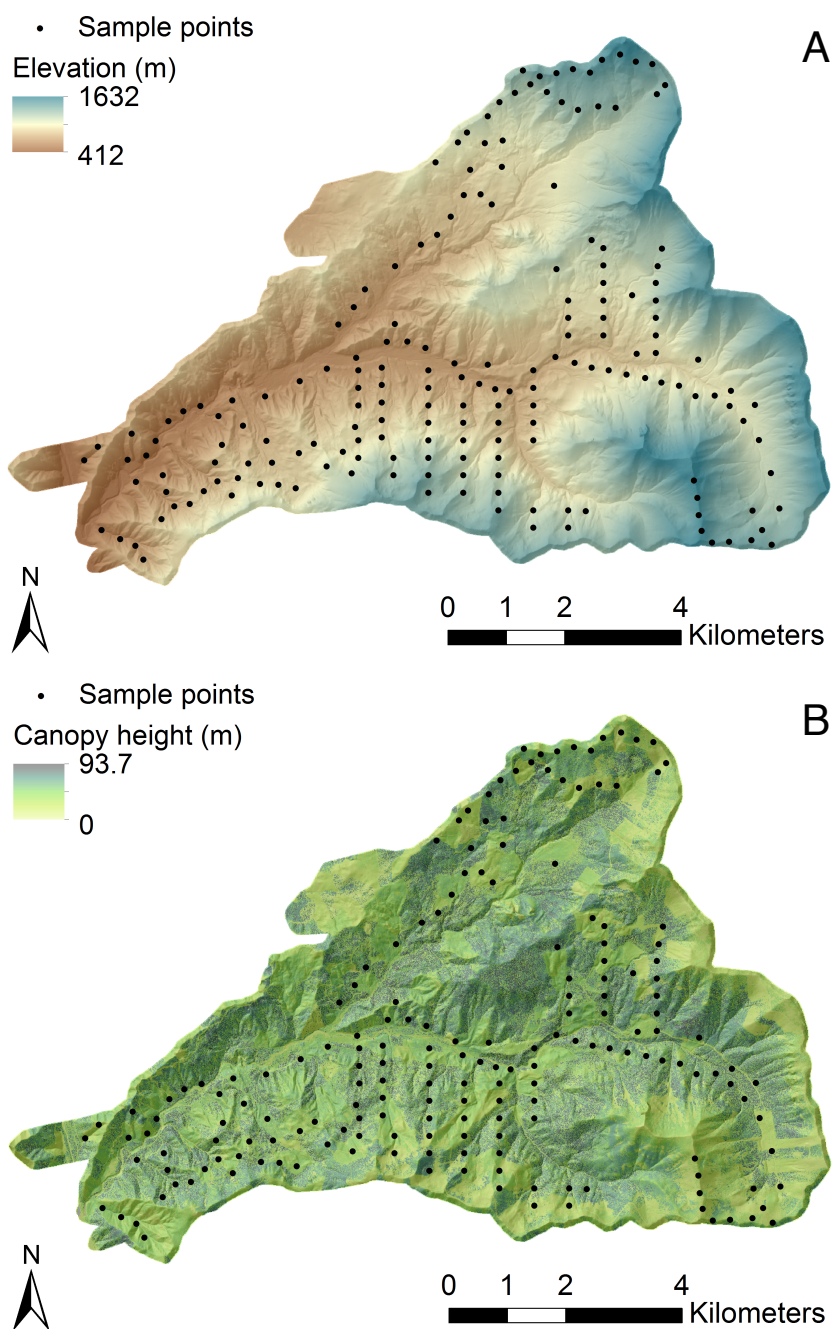 Sample points
A
Elevation (m)
1632
412
N
0 1 2 4
Kilometers
Sample points
B
Canopy height (m)
93.7
0
N
0 1 2 4
Kilometers